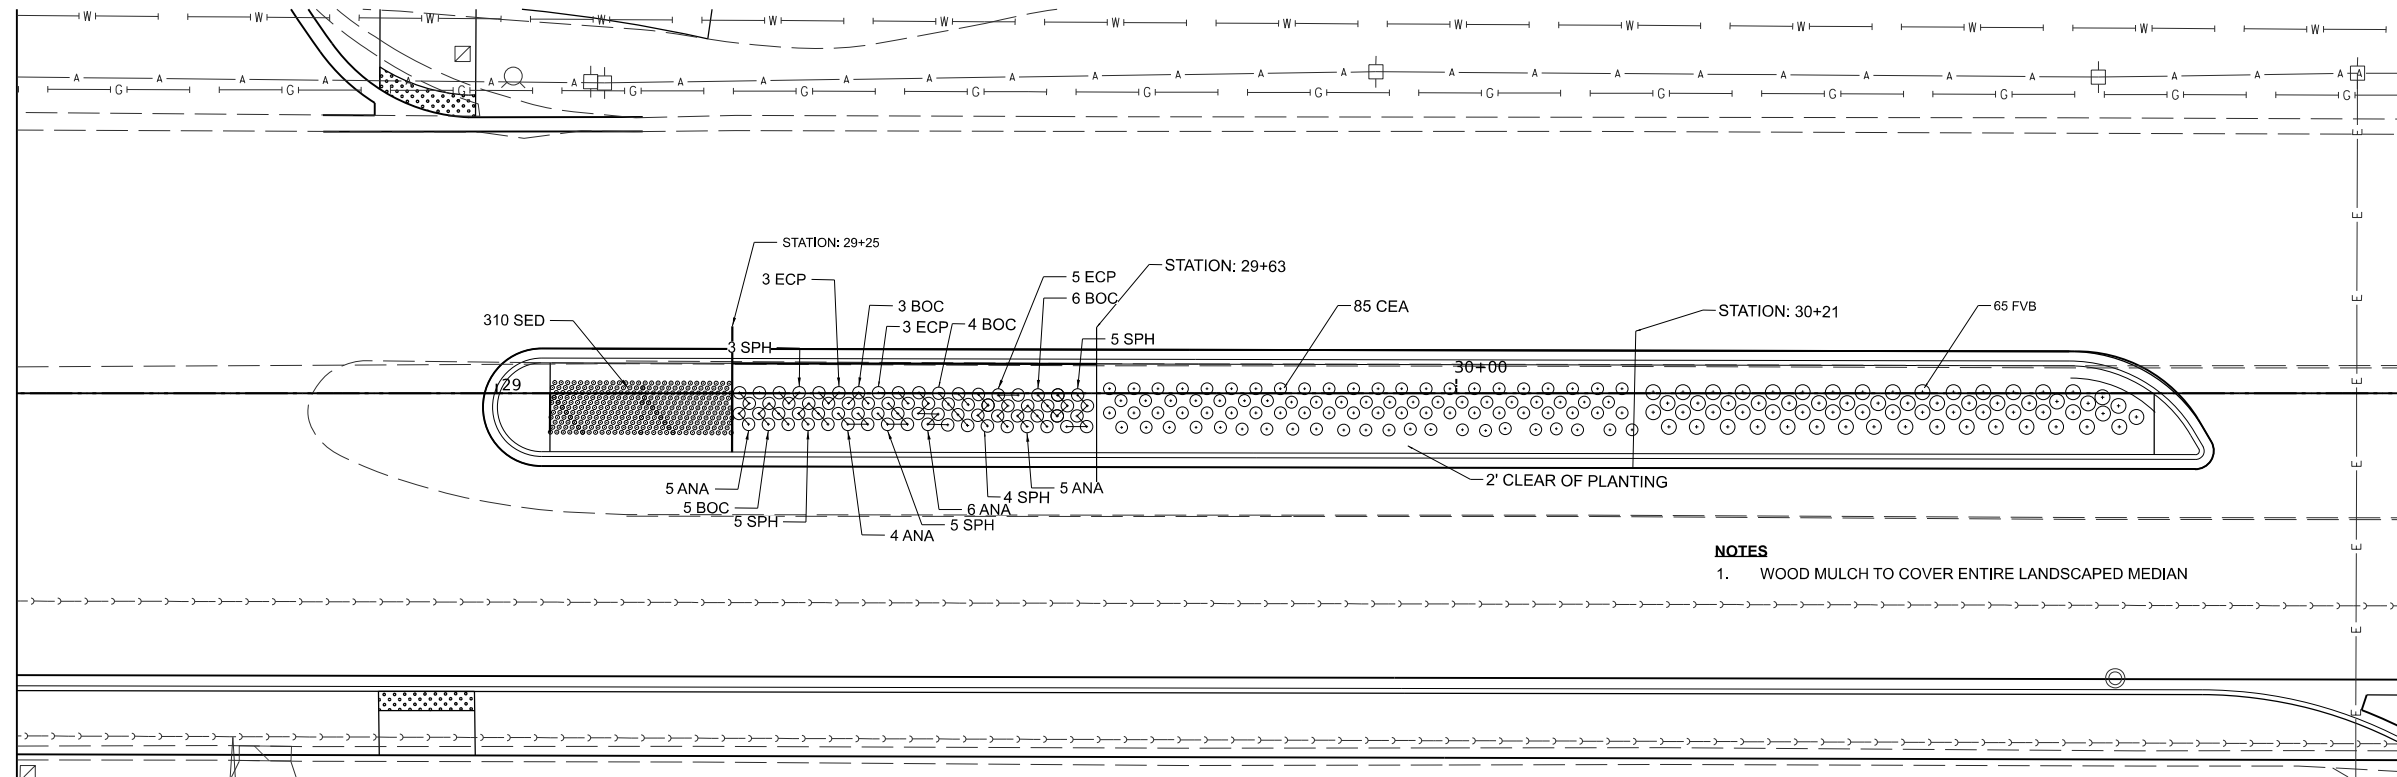 W W W W W W W W W W W W W W
A A A A A A A A A A A A A A A A A A A A A A A A A A A A
G G G G G G G G G G G G G G
E
E
STATION: 29+25
STATION: 29+63
3 ECP
5 ECP
6 BOC
3 BOC
85 CEA
STATION: 30+21
65 FVB
310 SED
3 ECP
4 BOC
3 SPH
5 SPH
E
30+00
29
E
E
5 ANA
5 BOC
5 SPH
4 ANA
5 SPH
6 ANA
4 SPH
5 ANA
2' CLEAR OF PLANTING
E
NOTES
1. WOOD MULCH TO COVER ENTIRE LANDSCAPED MEDIAN
E
E